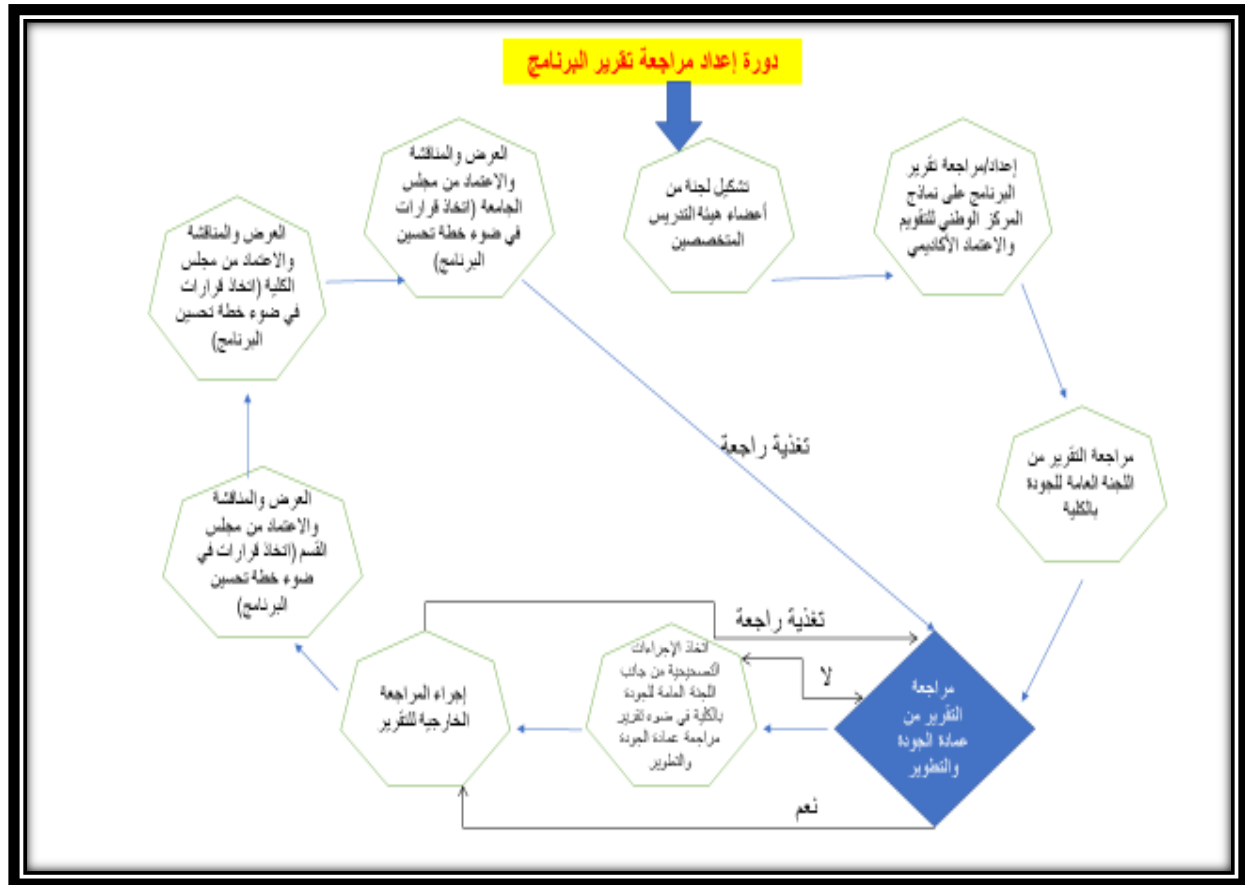 دورة إعداد مراجعة تقرير البرنامج
تشكيل لجنة من
أعضاء هيئة التدريس
المتخصصين
إعداد/مراجعة تقرير
البرنامج على نماذج
المركز الوطني للتقويم
والاعتماد الأكاديمي
مراجعة التقرير من
اللجنة العامة للجودة
بالكلية
مراجعة
التقرير من
عمادة الجودة
والتطوير
لا
نعم
اتخاذ الإجراءات
التصحيحية من جانب
اللجنة العامة للجودة
بالكلية في ضوء تقرير
مراجعة عمادة الجودة
والتطوير
إجراء المراجعة
الخارجية للتقرير
تغذية راجعة
العرض والمناقشة
والاعتماد من مجلس
القسم (اتخاذ قرارات في
ضوء خطة تحسين
البرنامج)
العرض والمناقشة
والاعتماد من مجلس
الكلية (اتخاذ قرارات
في ضوء خطة تحسين
البرنامج)
العرض والمناقشة
والاعتماد من مجلس
الجامعة (اتخاذ قرارات
في ضوء خطة تحسين
البرنامج)
تغذية راجعة